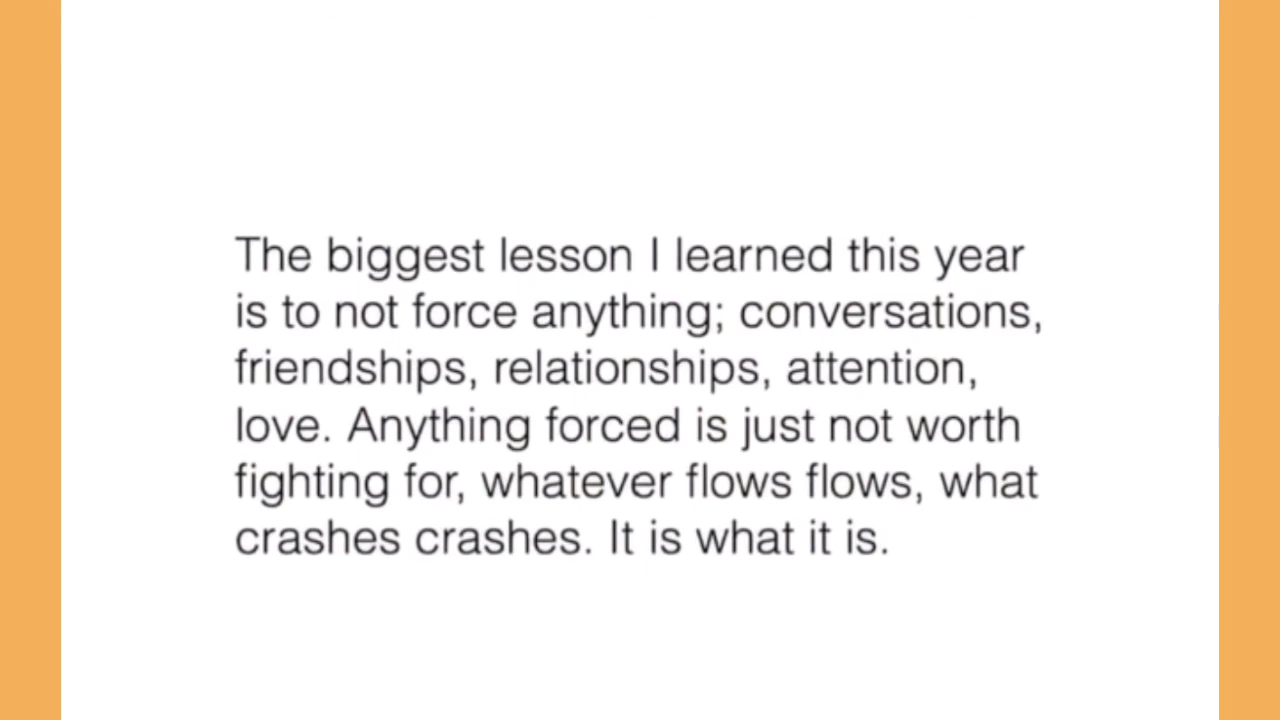 The biggest lesson I learned this year
is to not force anything; conversations,
friendships, relationships, attention,
love. Anything forced is just not worth
fighting for, whatever flows flows, what
crashes crashes. It is what it is.